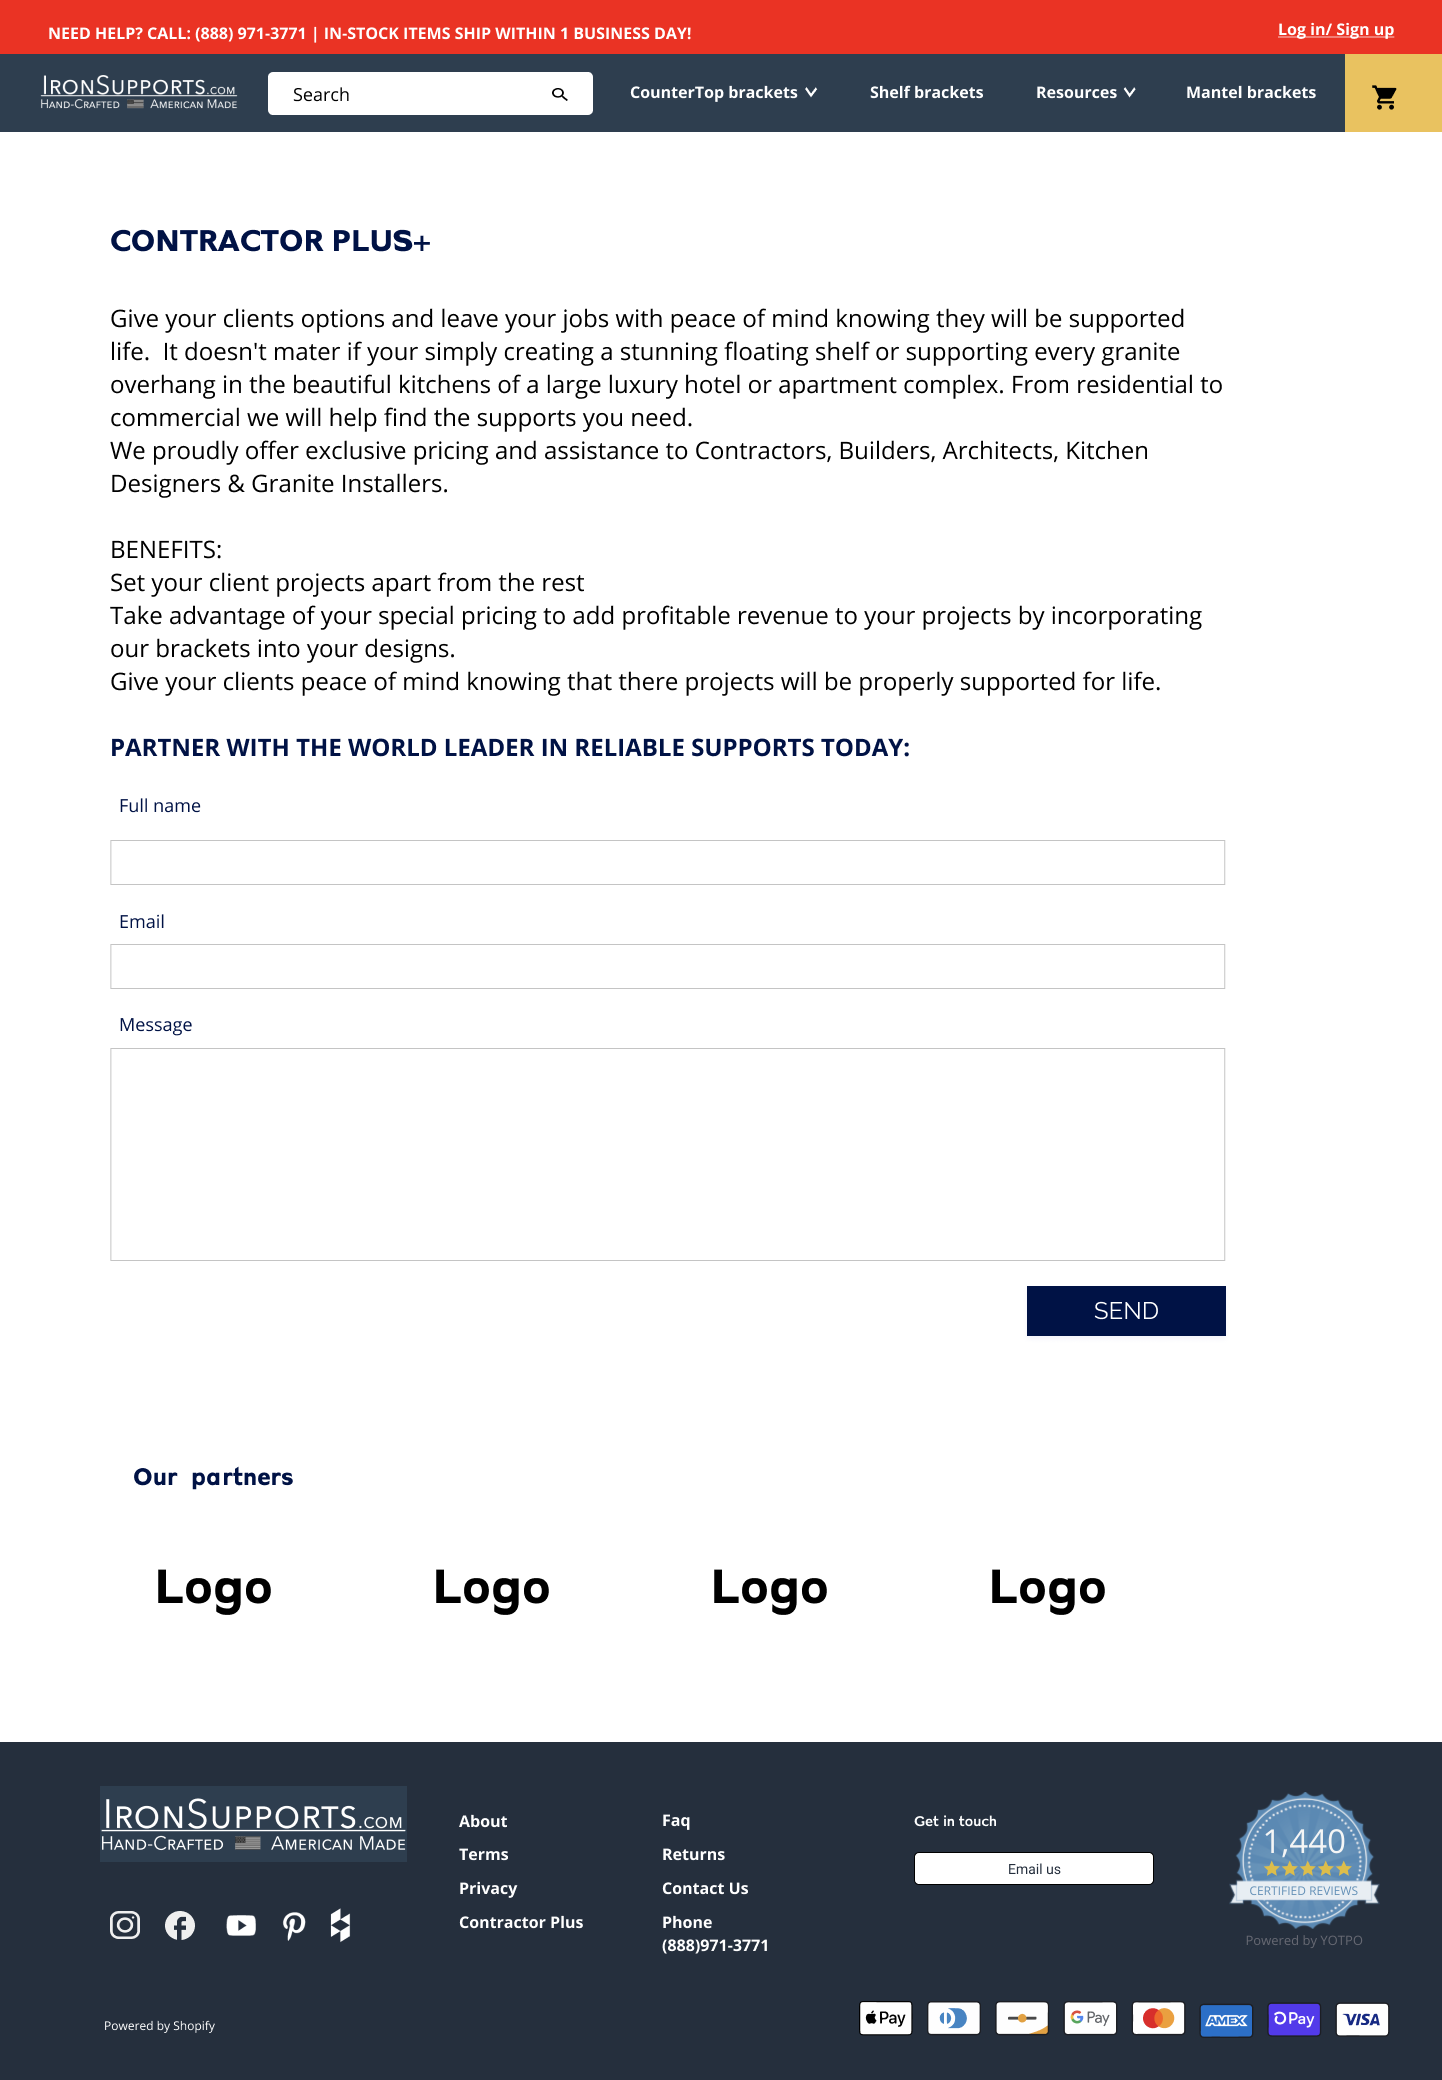 NEED HELP? CALL: (888) 971-3771 | IN-STOCK ITEMS SHIP WITHIN 1 BUSINESS DAY!
Log in/ Sign up
IRONSUPPORTS.COM
HAND-CRAFTED AMERICAN MADE
Search
CounterTop brackets
Shelf brackets
Resources
Mantel brackets
CONTRACTOR PLUS+
Give your clients options and leave your jobs with peace of mind knowing they will be supported
life.  It doesn't mater if your simply creating a stunning floating shelf or supporting every granite
overhang in the beautiful kitchens of a large luxury hotel or apartment complex. From residential to
commercial we will help find the supports you need.
We proudly offer exclusive pricing and assistance to Contractors, Builders, Architects, Kitchen
Designers & Granite Installers.
BENEFITS:
Set your client projects apart from the rest
Take advantage of your special pricing to add profitable revenue to your projects by incorporating
our brackets into your designs.
Give your clients peace of mind knowing that there projects will be properly supported for life.
PARTNER WITH THE WORLD LEADER IN RELIABLE SUPPORTS TODAY:
Full name
Email
Message
SEND
Our partners
Logo
Logo
Logo
Logo
IRONSUPPORTS.COM
HAND-CRAFTED AMERICAN MADE
About
Terms
Privacy
Contractor Plus
Faq
Returns
Contact Us
Phone
(888)971-3771
Get in touch
Email us
1,440
CERTIFIED REVIEWS
Powered by YOTPO
Powered by Shopify
Pay
G Pay
AMEX
Pay
VISA